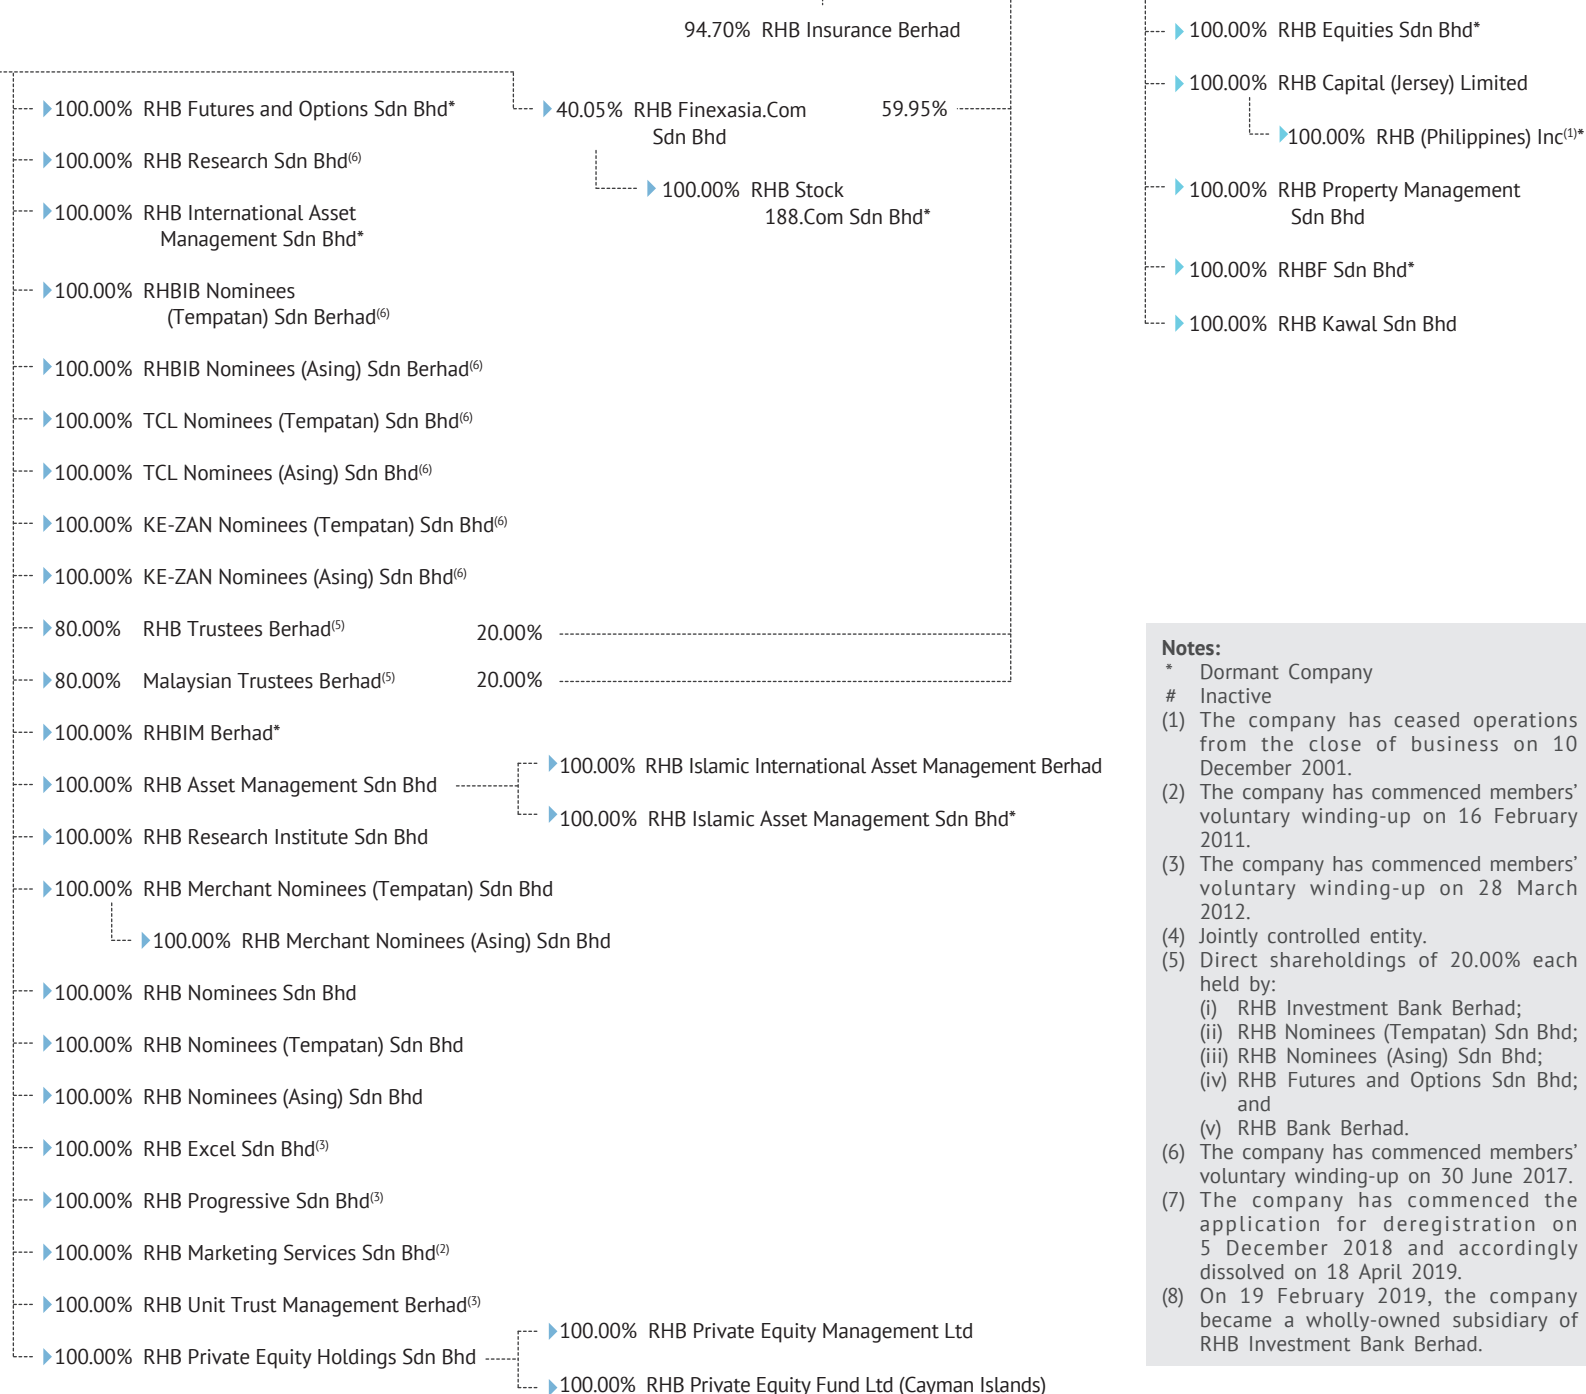 94.70% RHB Insurance Berhad
100.00% RHB Futures and Options Sdn Bhd*
100.00% RHB Research Sdn Bhd(6)
100.00% RHB International Asset
Management Sdn Bhd*
100.00% RHBIB Nominees
(Tempatan) Sdn Berhad(6)
100.00% RHBIB Nominees (Asing) Sdn Berhad(6)
100.00% TCL Nominees (Tempatan) Sdn Bhd(6)
100.00% TCL Nominees (Asing) Sdn Bhd(6)
100.00% KE-ZAN Nominees (Tempatan) Sdn Bhd(6)
100.00% KE-ZAN Nominees (Asing) Sdn Bhd(6)
80.00% RHB Trustees Berhad(5) 20.00%
80.00% Malaysian Trustees Berhad(5) 20.00%
100.00% RHBIM Berhad*
100.00% RHB Asset Management Sdn Bhd
100.00% RHB Islamic International Asset Management Berhad
100.00% RHB Islamic Asset Management Sdn Bhd*
100.00% RHB Research Institute Sdn Bhd
100.00% RHB Merchant Nominees (Tempatan) Sdn Bhd
100.00% RHB Merchant Nominees (Asing) Sdn Bhd
100.00% RHB Nominees Sdn Bhd
100.00% RHB Nominees (Tempatan) Sdn Bhd
100.00% RHB Nominees (Asing) Sdn Bhd
100.00% RHB Excel Sdn Bhd(3)
100.00% RHB Progressive Sdn Bhd(3)
100.00% RHB Marketing Services Sdn Bhd(2)
100.00% RHB Unit Trust Management Berhad(3)
100.00% RHB Private Equity Holdings Sdn Bhd
100.00% RHB Private Equity Management Ltd
100.00% RHB Private Equity Fund Ltd (Cayman Islands)
40.05% RHB Finexasia.Com 59.95%
Sdn Bhd
100.00% RHB Stock
188.Com Sdn Bhd*
100.00% RHB Equities Sdn Bhd*
100.00% RHB Capital (Jersey) Limited
100.00% RHB (Philippines) Inc(1)*
100.00% RHB Property Management
Sdn Bhd
100.00% RHBF Sdn Bhd*
100.00% RHB Kawal Sdn Bhd
Notes:
* Dormant Company
# Inactive
(1) The company has ceased operations
from the close of business on 10
December 2001.
(2) The company has commenced members'
voluntary winding-up on 16 February
2011.
(3) The company has commenced members'
voluntary winding-up on 28 March
2012.
(4) Jointly controlled entity.
(5) Direct shareholdings of 20.00% each
held by:
(i) RHB Investment Bank Berhad;
(ii) RHB Nominees (Tempatan) Sdn Bhd;
(iii) RHB Nominees (Asing) Sdn Bhd;
(iv) RHB Futures and Options Sdn Bhd;
and
(v) RHB Bank Berhad.
(6) The company has commenced members'
voluntary winding-up on 30 June 2017.
(7) The company has commenced the
application for deregistration on
5 December 2018 and accordingly
dissolved on 18 April 2019.
(8) On 19 February 2019, the company
became a wholly-owned subsidiary of
RHB Investment Bank Berhad.